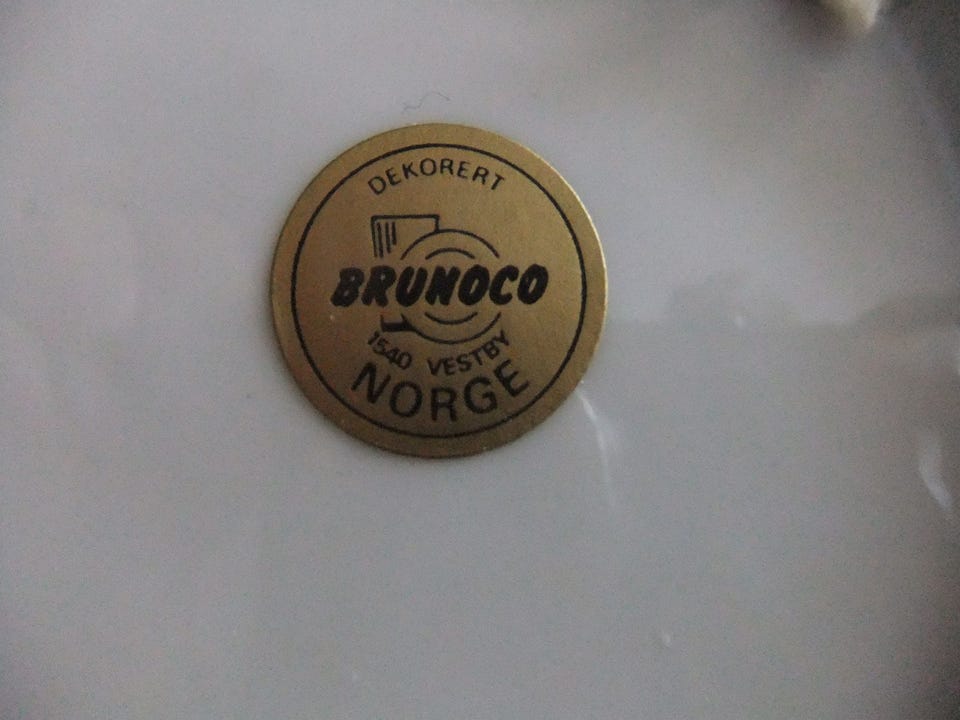 DEKORERT
BRUNOCO
1540 VESTBY
NORGE